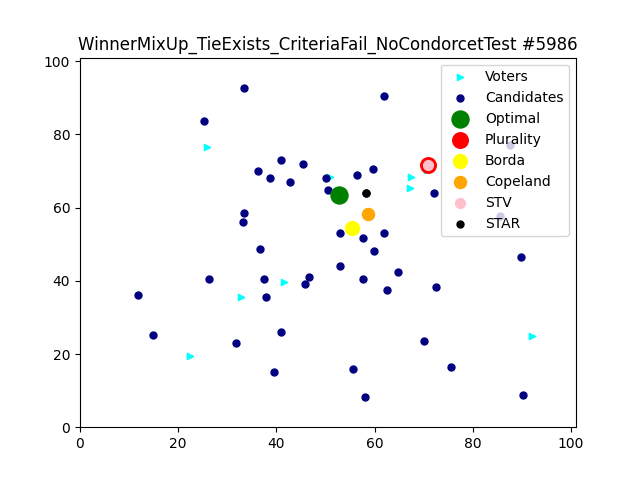 WinnerMixUp_TieExists_CriteriaFail_NoCondorcetTest #5986
100
80
60
40
20
0
0 20 40 60 80 100
Voters
Candidates
Optimal
Plurality
Borda
Copeland
STV
STAR